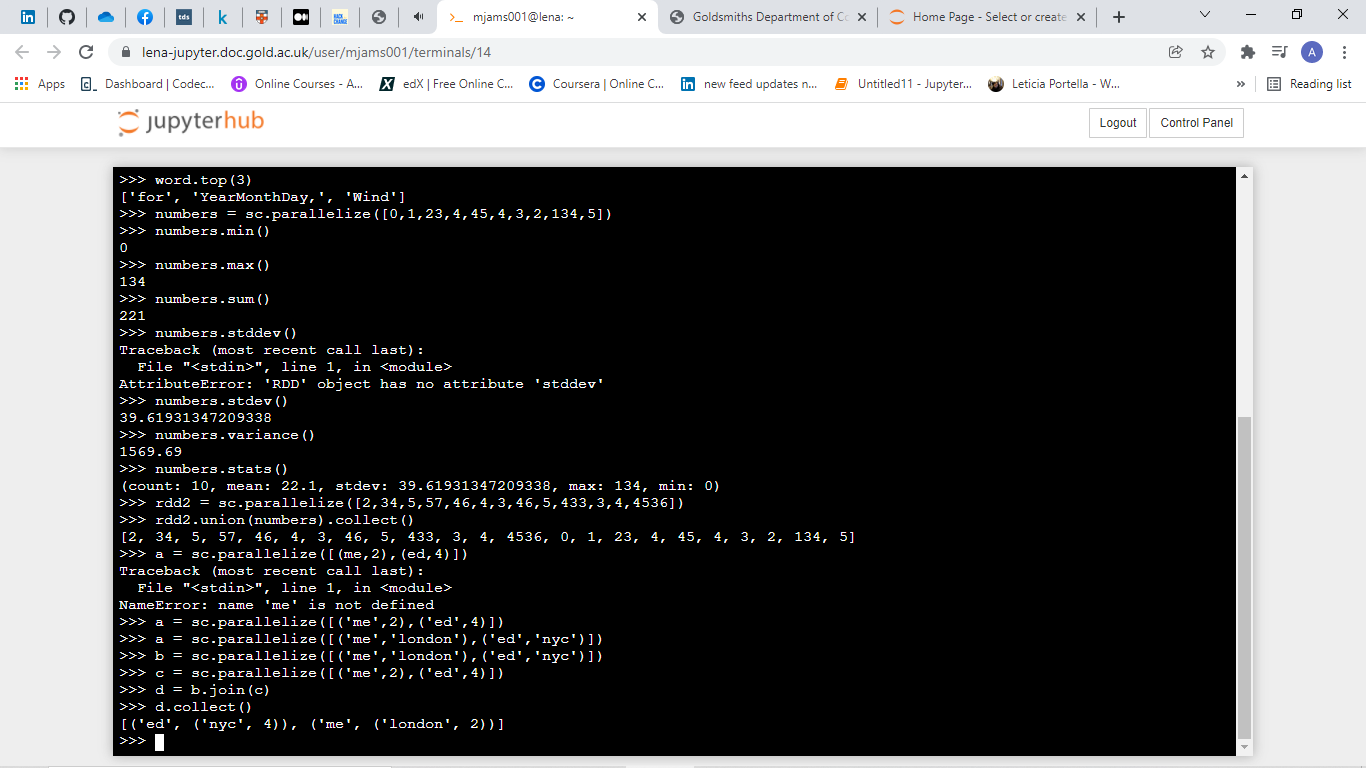 in
tds
k
HACK CHANGE
>_ mjams001@lena: ~
Goldsmiths Department of Co
Home Page - Select or create
lena-jupyter.doc.gold.ac.uk/user/mjams001/terminals/14
A
Apps
Dashboard | Codec...
Online Courses - A...
edX | Free Online C...
Coursera | Online C...
new feed updates n...
Untitled11 - Jupyter...
Leticia Portella - W...
»
Reading list
jupyterhub
Logout
Control Panel
>>> word.top(3)
['for', 'YearMonthDay,', 'Wind']
>>> numbers = sc.parallelize([0,1,23,4,45,4,3,2,134,5])
>>> numbers.min()
0
>>> numbers.max()
134
>>> numbers.sum()
221
>>> numbers.stddev()
Traceback (most recent call last):
  File "<stdin>", line 1, in <module>
AttributeError: 'RDD' object has no attribute 'stddev'
>>> numbers.stdev()
39.61931347209338
>>> numbers.variance()
1569.69
>>> numbers.stats()
(count: 10, mean: 22.1, stdev: 39.61931347209338, max: 134, min: 0)
>>> rdd2 = sc.parallelize([2,34,5,57,46,4,3,46,5,433,3,4,4536])
>>> rdd2.union(numbers).collect()
[2, 34, 5, 57, 46, 4, 3, 46, 5, 433, 3, 4, 4536, 0, 1, 23, 4, 45, 4, 3, 2, 134, 5]
>>> a = sc.parallelize([(me,2),(ed,4)])
Traceback (most recent call last):
  File "<stdin>", line 1, in <module>
NameError: name 'me' is not defined
>>> a = sc.parallelize([('me',2),('ed',4)])
>>> a = sc.parallelize([('me','london'),('ed','nyc')])
>>> b = sc.parallelize([('me','london'),('ed','nyc')])
>>> c = sc.parallelize([('me',2),('ed',4)])
>>> d = b.join(c)
>>> d.collect()
[('ed', ('nyc', 4)), ('me', ('london', 2))]
>>>